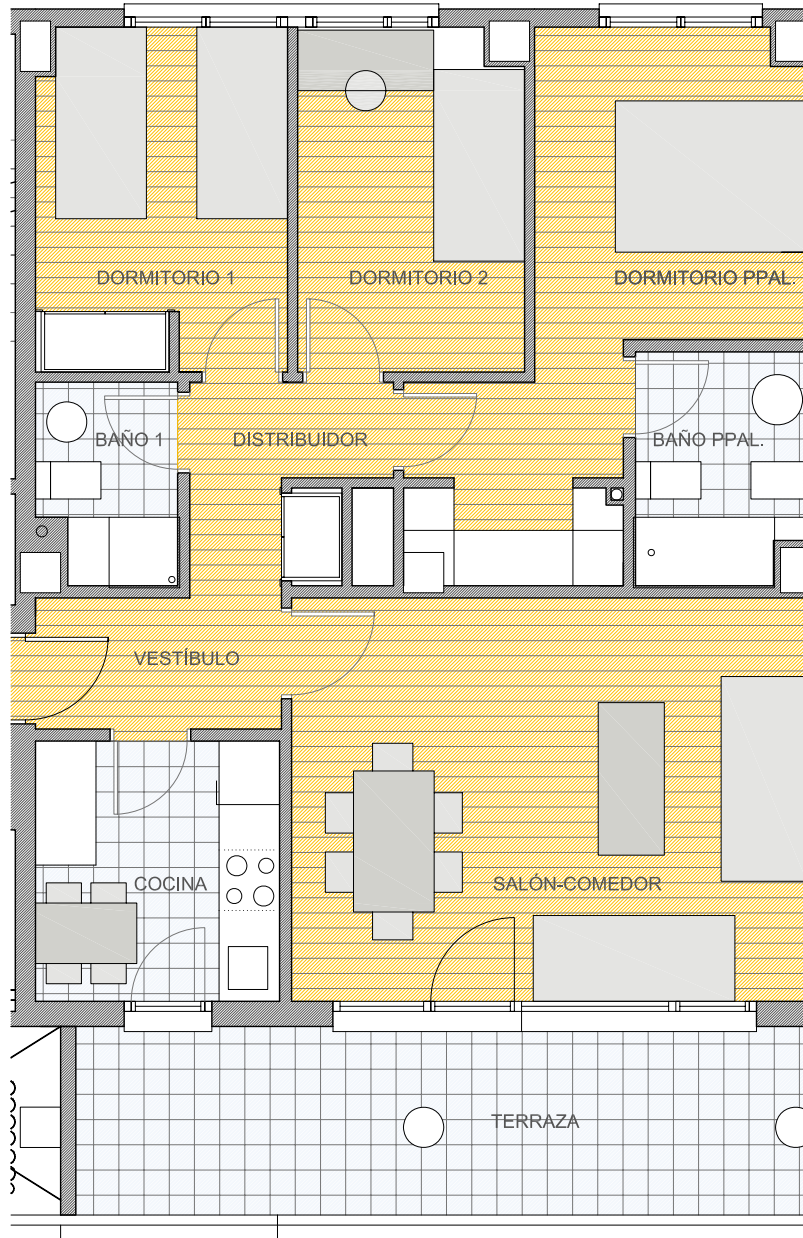 DORMITORIO 1
DORMITORIO 2
DORMITORIO PPAL.
BAÑO 1
DISTRIBUIDOR
BAÑO PPAL.
VESTÍBULO
COCINA
SALÓN-COMEDOR
TERRAZA